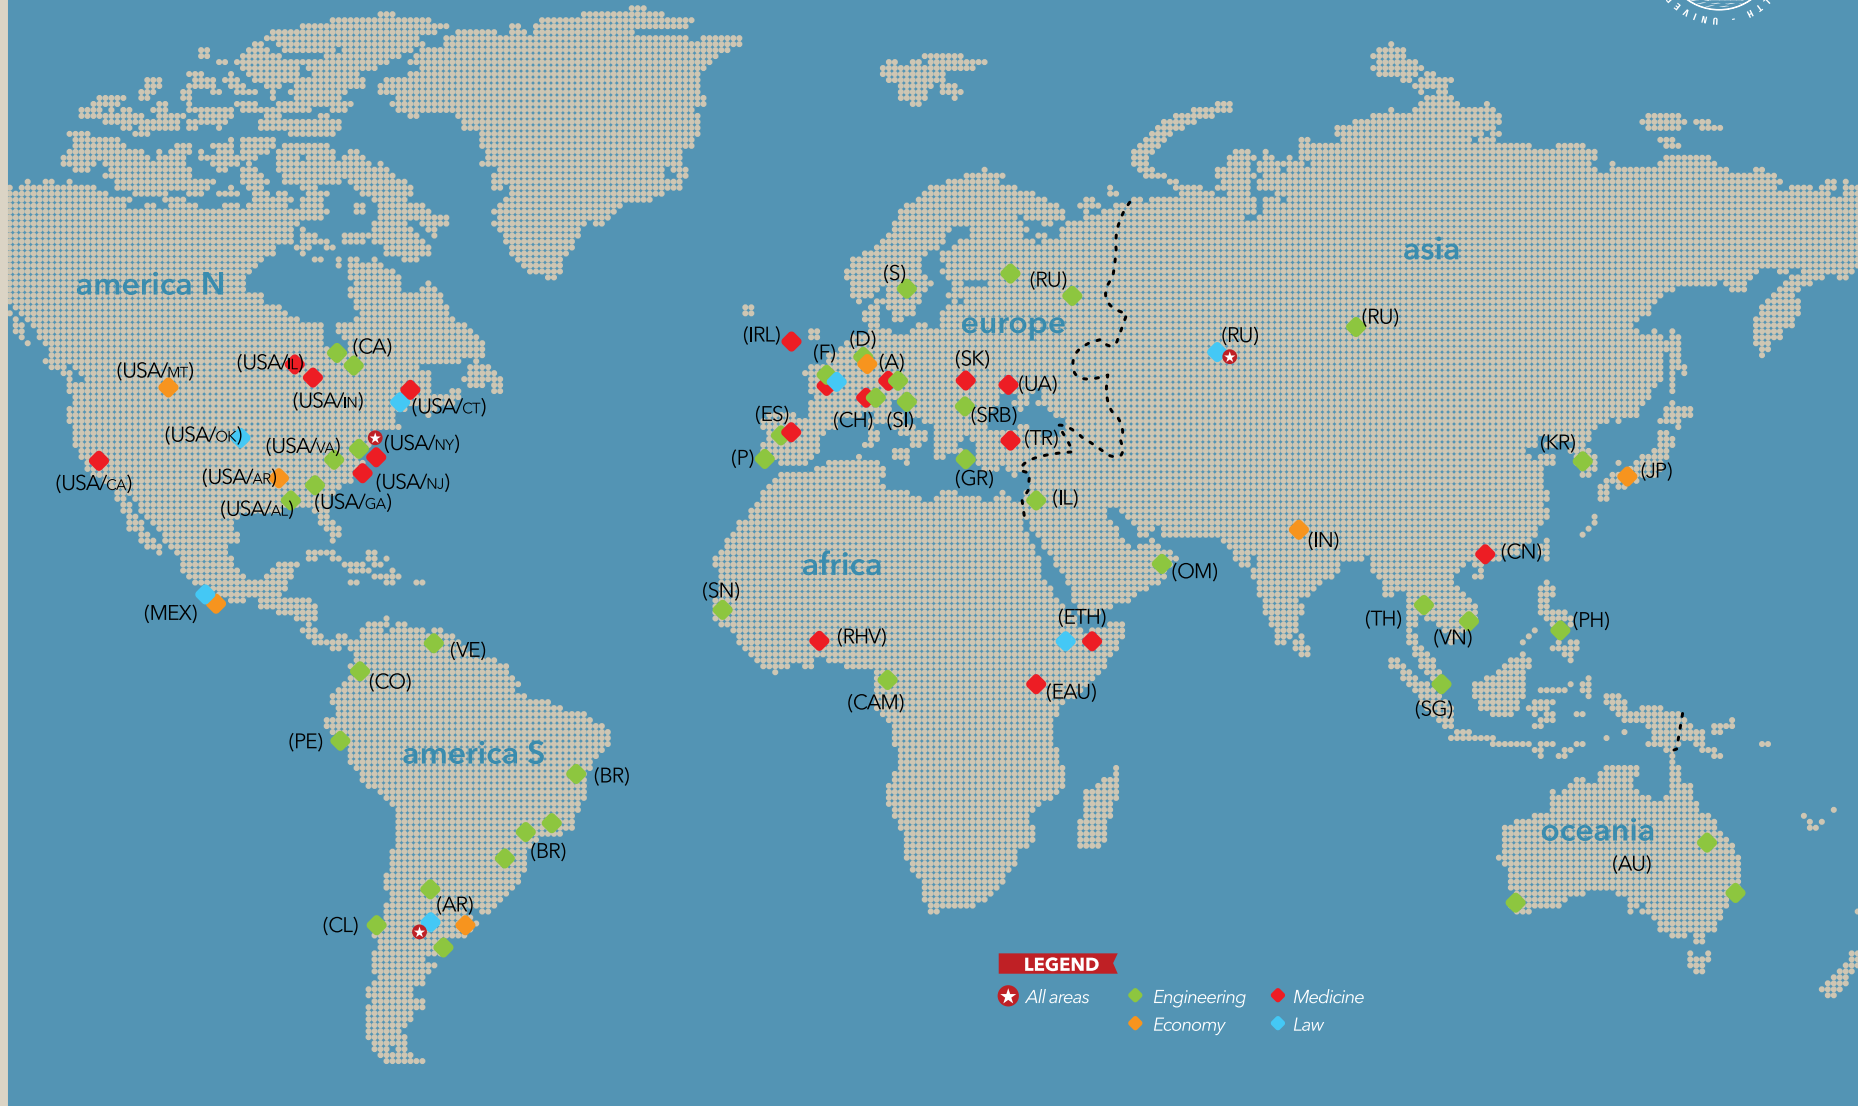 LTH - UNIVER
america N
asia
europe
(S)
(RU)
(RU)
(RU)
(IRL)
(D)
(F)
(A)
(SK)
(UA)
(CA)
(USA/IL)
(USA/MT)
(USA/IN)
(USA/CT)
(CH)
(SI)
(SRB)
(ES)
(USA/OK)
(USA/VA)
(USA/NY)
(TR)
(KR)
(P)
(GR)
(JP)
(USA/CA)
(USA/AR)
(USA/NJ)
(USA/AL)
(USA/GA)
(IL)
(IN)
(CN)
africa
(OM)
(SN)
(MEX)
(ETH)
(TH)
(PH)
(RHV)
(VN)
(VE)
(CO)
(EAU)
(CAM)
(SG)
(PE)
america S
(BR)
oceania
(BR)
(AU)
(AR)
(CL)
LEGEND
All areas
Engineering
Medicine
Economy
Law